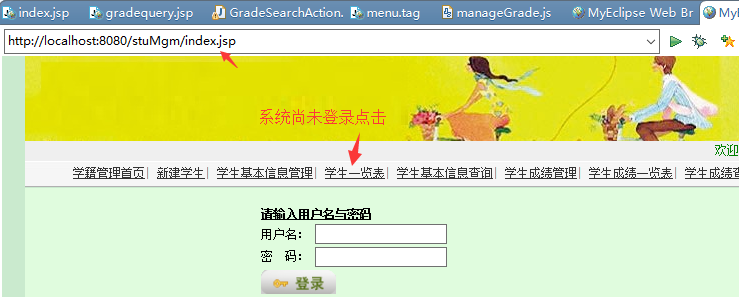 index.jsp gradequery.jsp GradeSearchAction. menu.tag manageGrade.js MyEclipse Web Br
http://localhost:8080/stuMgm/index.jsp
系统尚未登录点击
欢迎
学籍管理首页| 新建学生| 学生基本信息管理| 学生一览表| 学生基本信息查询| 学生成绩管理| 学生成绩一览表| 学生成绩查
请输入用户名与密码
用户名:
密 码:
登录